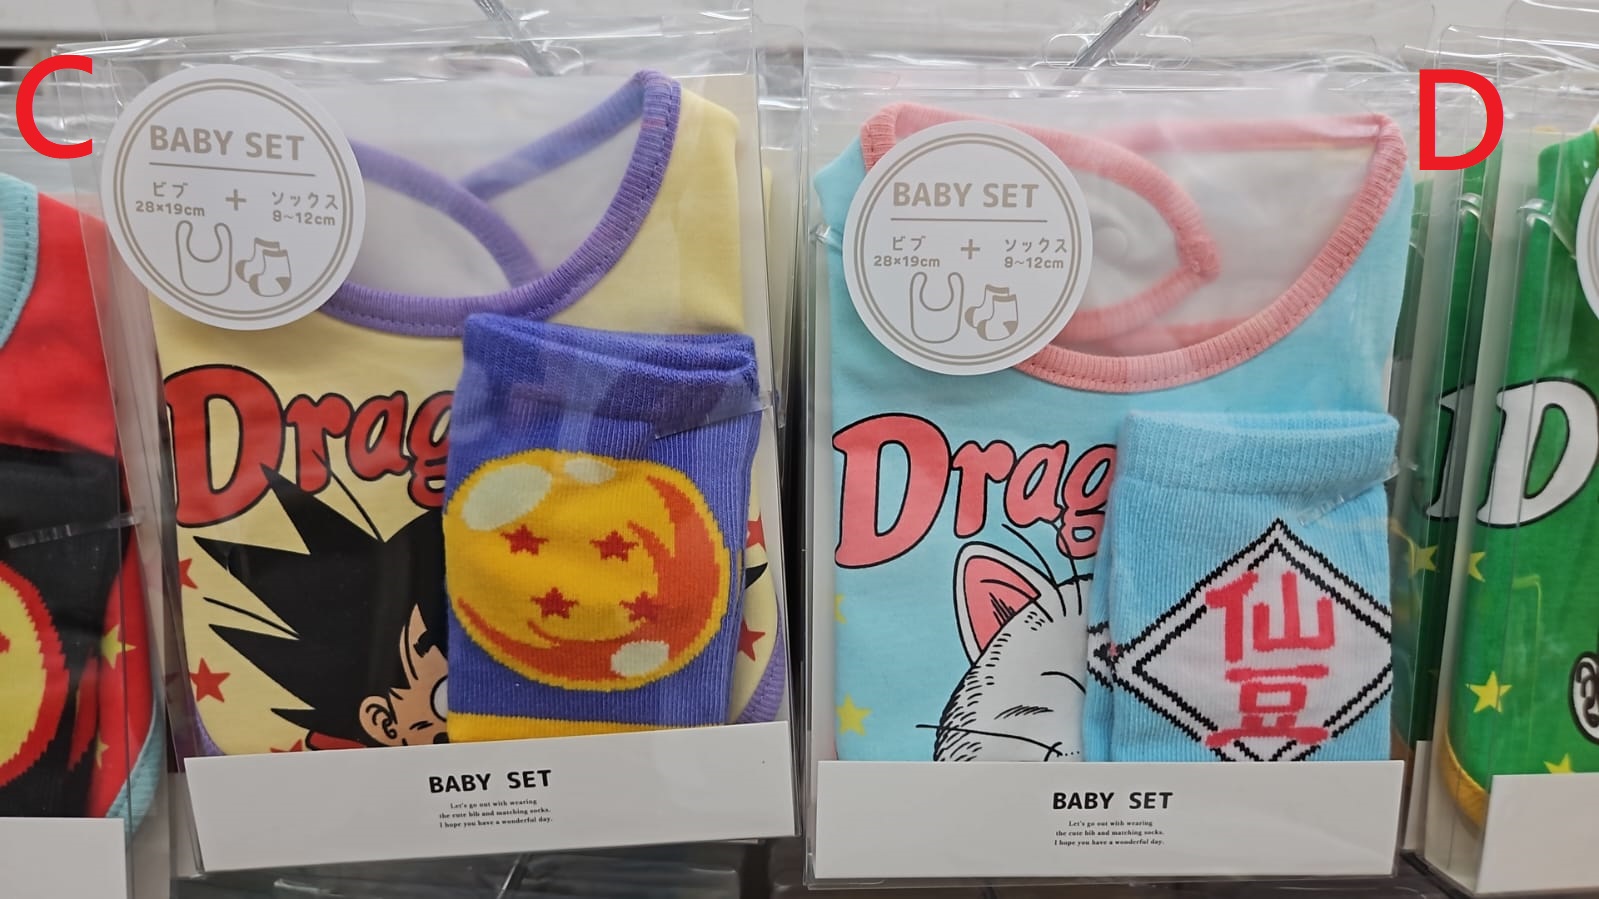 C
BABY SET
ビブ + ソックス
28×19cm 9~12cm
Drag
BABY SET
Let's go out with wearing
the cute bib and matching socks.
I hope you have a wonderful day.
D
BABY SET
ビブ + ソックス
28×19cm 9~12cm
Drag
仙
豆
BABY SET
Let's go out with wearing
the cute bib and matching socks.
I hope you have a wonderful day.
D